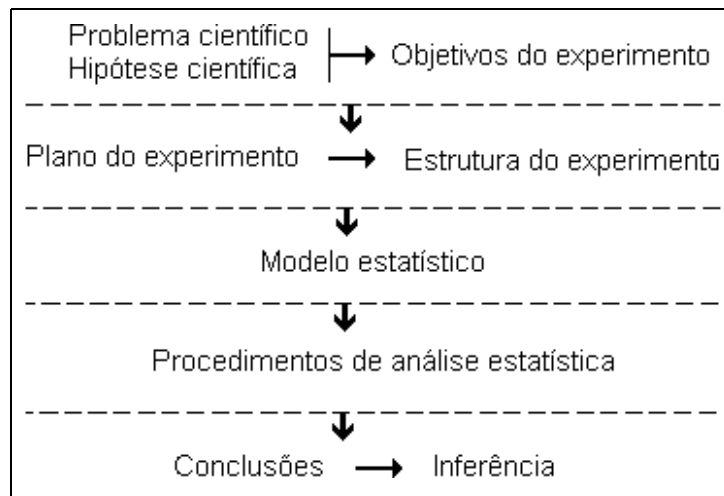 Problema científico
Hipótese científica
Objetivos do experimento
Plano do experimento
Estrutura do experimento
Modelo estatístico
Procedimentos de análise estatística
Conclusões
Inferência